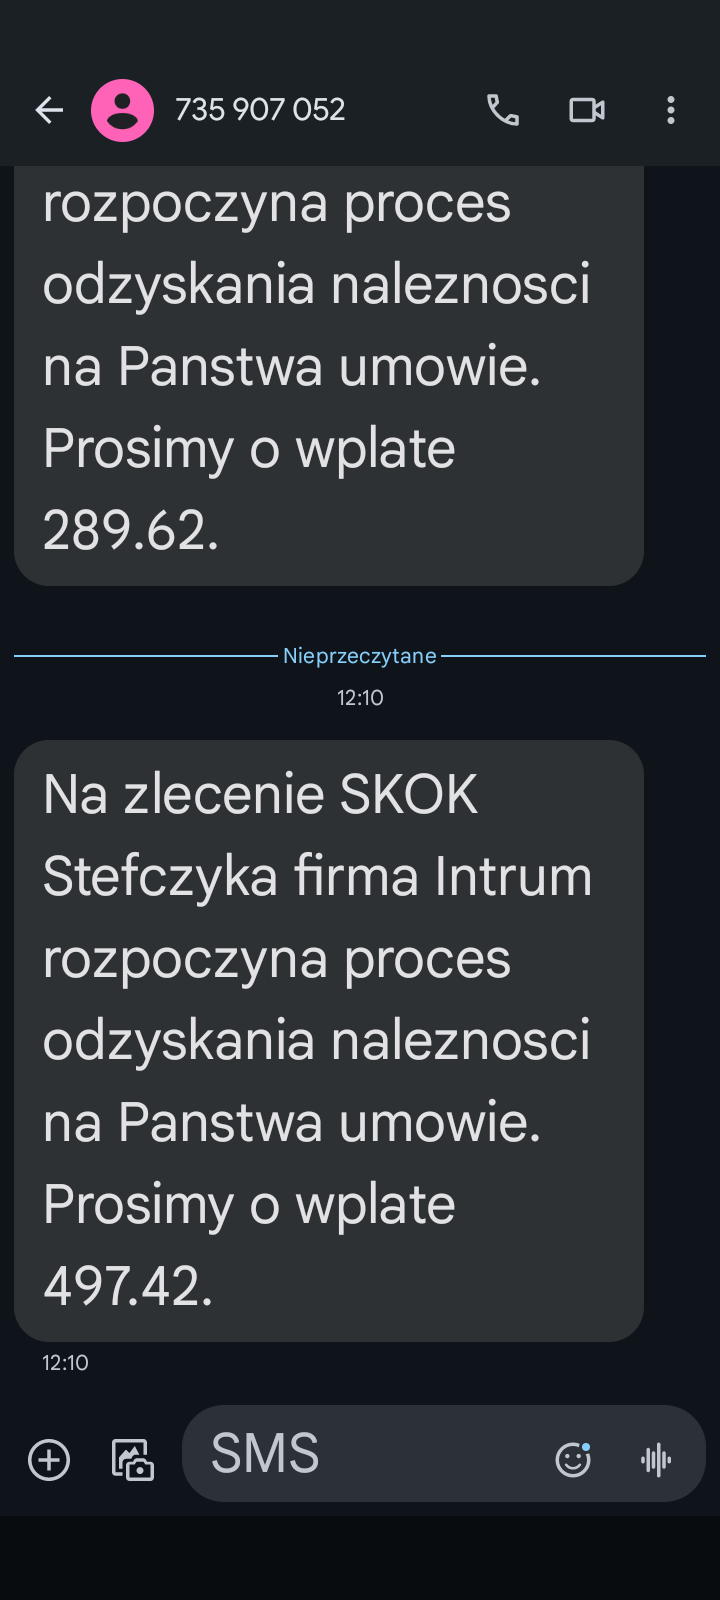 735 907 052
rozpoczyna proces
odzyskania naleznosci
na Panstwa umowie.
Prosimy o wplate
289.62.
Nieprzeczytane
12:10
Na zlecenie SKOK
Stefczyka firma Intrum
rozpoczyna proces
odzyskania naleznosci
na Panstwa umowie.
Prosimy o wplate
497.42.
12:10
SMS